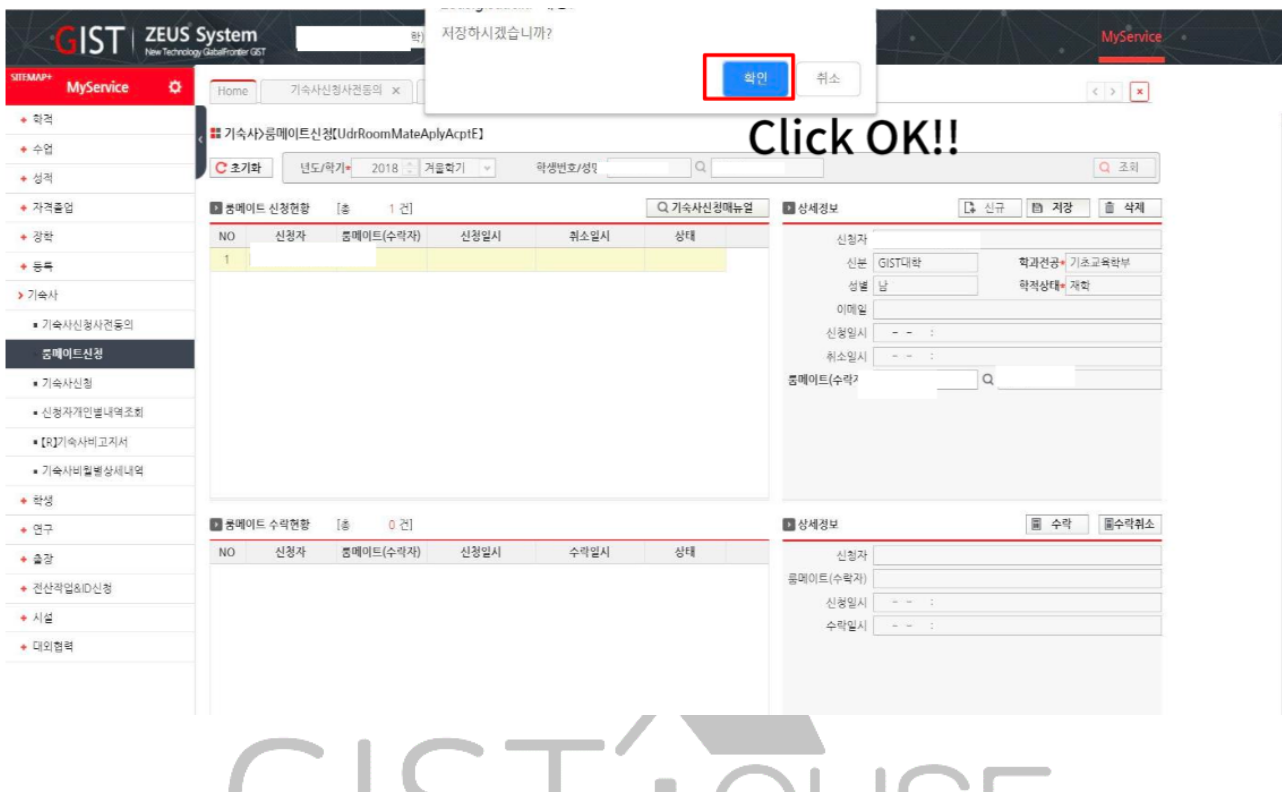 GIST ZEUS System
New Technology GabalFrontier GIST
학)
저장하시겠습니까?
확인 취소
MyService
SITEMAP+
MyService
Home 기숙사신청사전동의 ×
Click OK!!
학적
수업
성적
자격졸업
장학
등록
기숙사
기숙사신청사전동의
룸메이트신청
기숙사신청
신청자개인별내역조회
【R】기숙사비고지서
기숙사비월별상세내역
학생
연구
출장
전산작업&ID신청
시설
대외협력
기숙사>룸메이트신청【UdrRoomMateAplyAcptE】
초기화 년도/학기* 2018 겨울학기 학생번호/성명 조회
룸메이트 신청현황 [총 1 건] 기숙사신청매뉴얼
NO 신청자 룸메이트(수락자) 신청일시 취소일시 상태
1
상세정보 신규 저장 삭제
신청자
신분 GIST대학 학과전공* 기초교육학부
성별 남 학적상태* 재학
이메일
신청일시 - - :
취소일시 - - :
룸메이트(수락자
룸메이트 수락현황 [총 0 건]
NO 신청자 룸메이트(수락자) 신청일시 수락일시 상태
상세정보 수락 수락취소
신청자
룸메이트(수락자)
신청일시 - - :
수락일시 - - :